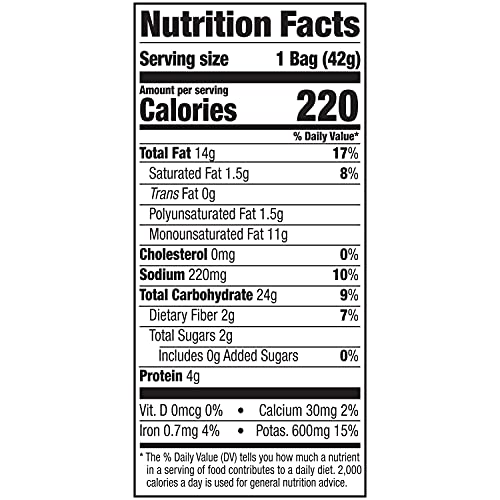 Nutrition Facts
Serving size 1 Bag (42g)
Amount per serving
Calories 220
% Daily Value*
Total Fat 14g 17%
Saturated Fat 1.5g 8%
Trans Fat 0g
Polyunsaturated Fat 1.5g
Monounsaturated Fat 11g
Cholesterol 0mg 0%
Sodium 220mg 10%
Total Carbohydrate 24g 9%
Dietary Fiber 2g 7%
Total Sugars 2g
Includes 0g Added Sugars 0%
Protein 4g
Vit. D 0mcg 0% • Calcium 30mg 2%
Iron 0.7mg 4% • Potas. 600mg 15%
* The % Daily Value (DV) tells you how much a nutrient
in a serving of food contributes to a daily diet. 2,000
calories a day is used for general nutrition advice.